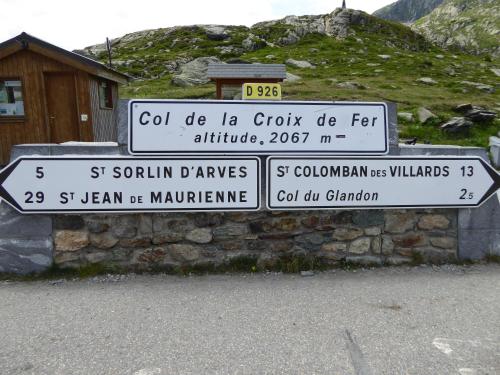 D 926
Col de la Croix de Fer
altitude. 2067 m
5 ST SORLIN D'ARVES
29 ST JEAN DE MAURIENNE
ST COLOMBAN DES VILLARDS 13
Col du Glandon 2,5